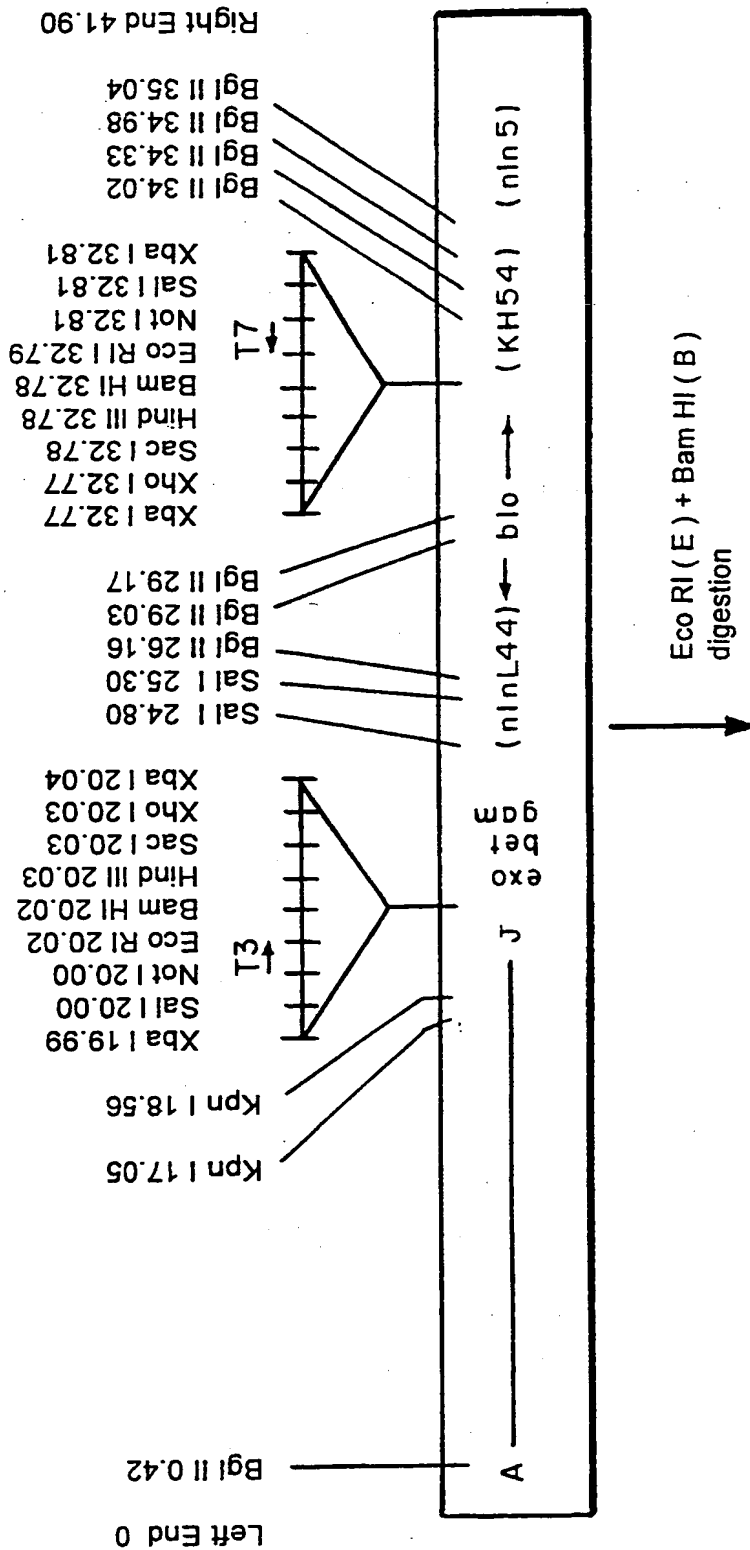 Left End 0
Bgl II 0.42
Kpn I 17.05
Kpn I 18.56
Xba I 19.99
Sal I 20.00
Not I 20.00
Eco RI 20.02
Bam HI 20.02
Hind III 20.03
Sac I 20.03
Xho I 20.03
Xba I 20.04
T3
Sal I 24.80
Sal I 25.30
Bgl II 26.16
Bgl II 29.03
Bgl II 29.17
Xba I 32.77
Xho I 32.77
Sac I 32.78
Hind III 32.78
Bam HI 32.78
Eco RI 32.79
Not I 32.81
Sal I 32.81
Xba I 32.81
T7
Bgl II 34.02
Bgl II 34.33
Bgl II 34.98
Bgl II 35.04
Right End 41.90
A
J
exo
bet
gam
(nInL44)
bio
(KH54)
(nIn5)
Eco RI (E) + Bam HI (B)
digestion